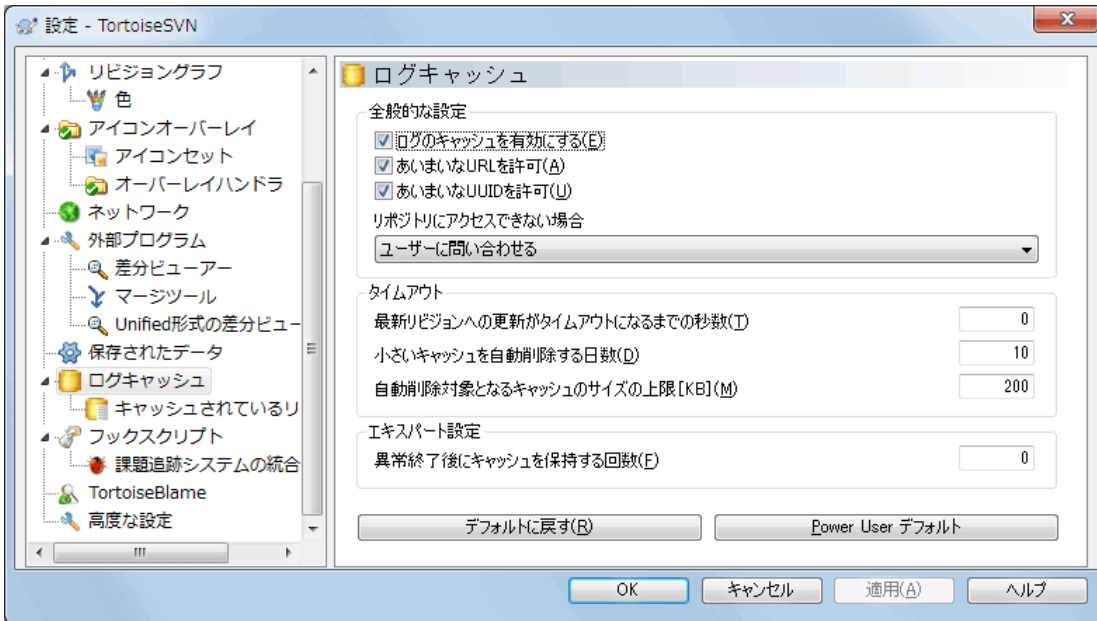 設定 - TortoiseSVN
リビジョングラフ
色
アイコンオーバーレイ
アイコンセット
オーバーレイハンドラ
ネットワーク
外部プログラム
差分ビューアー
マージツール
Unified形式の差分ビュー
保存されたデータ
ログキャッシュ
キャッシュされているリ
フックスクリプト
課題追跡システムの統合
TortoiseBlame
高度な設定
ログキャッシュ
全般的な設定
ログのキャッシュを有効にする(E)
あいまいなURLを許可(A)
あいまいなUUIDを許可(U)
リポジトリにアクセスできない場合
ユーザーに問い合わせる
タイムアウト
最新リビジョンへの更新がタイムアウトになるまでの秒数(T) 0
小さいキャッシュを自動削除する日数(D) 10
自動削除対象となるキャッシュのサイズの上限[KB](M) 200
エキスパート設定
異常終了後にキャッシュを保持する回数(F) 0
デフォルトに戻す(R) Power User デフォルト
OK キャンセル 適用(A) ヘルプ